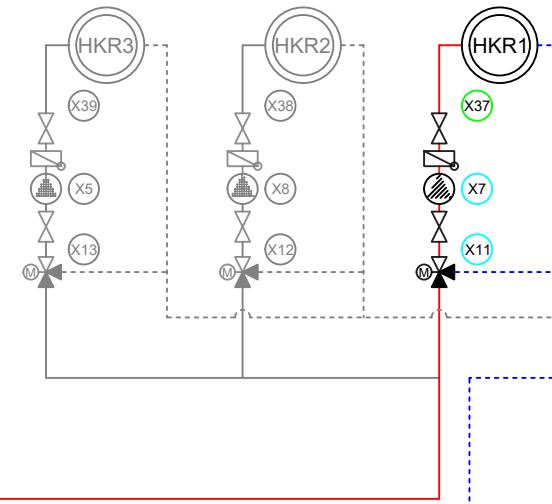 HKR3 HKR2 HKR1
X39 X38 X37
X5 X8 X7
X13 X12 X11
M M M